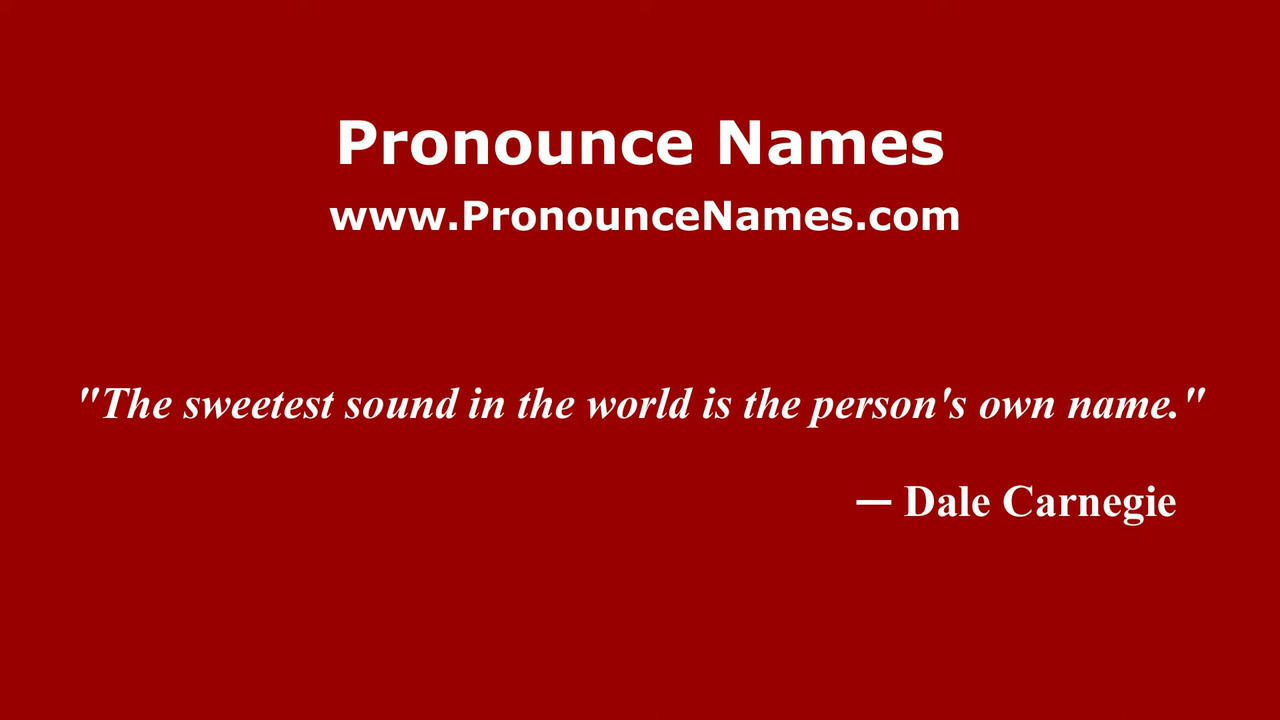 Pronounce Names
www.PronounceNames.com
"The sweetest sound in the world is the person's own name."
— Dale Carnegie